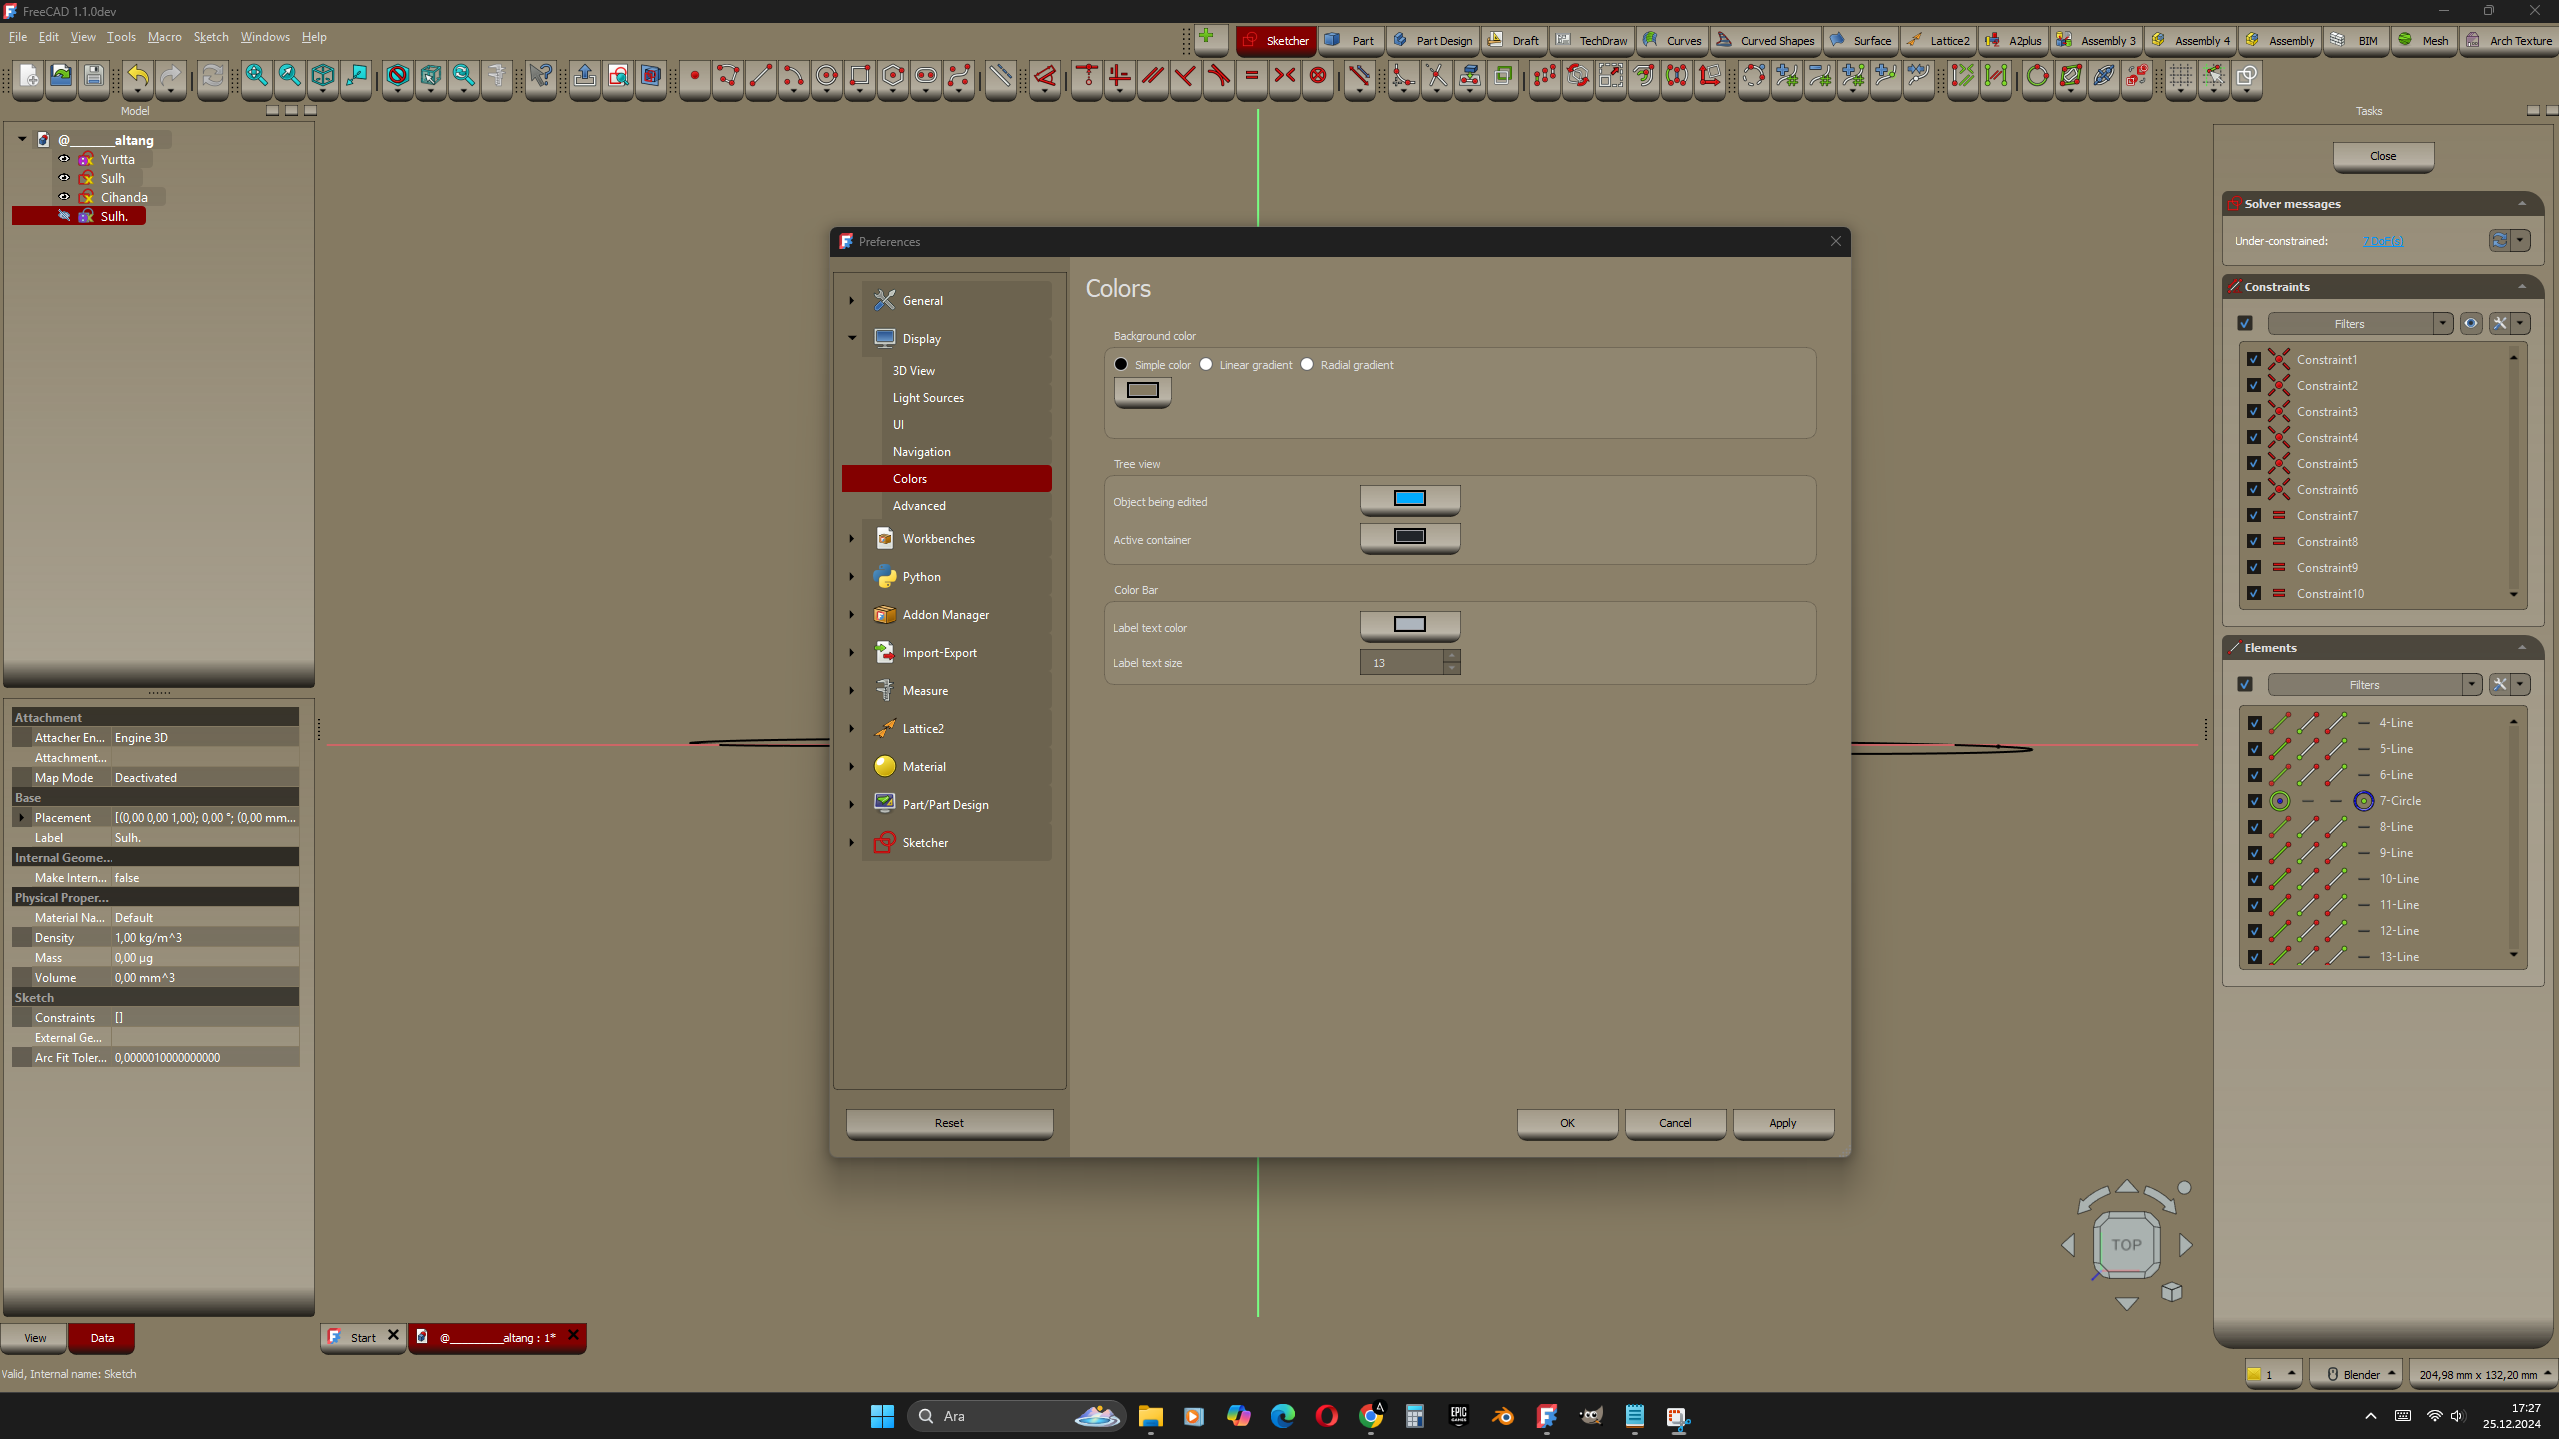 FreeCAD 1.1.0dev
File Edit View Tools Macro Sketch Windows Help
Sketcher Part Part Design Draft TechDraw Curves Curved Shapes Surface Lattice2 A2plus Assembly 3 Assembly 4 Assembly BIM Mesh Arch Texture
Model
@______altang
Yurtta
Sulh
Cihanda
Sulh.
Attachment
Attacher En... Engine 3D
Attachment...
Map Mode Deactivated
Base
Placement [(0,00 0,00 1,00); 0,00 °; (0,00 mm...
Label Sulh.
Internal Geome...
Make Intern... false
Physical Proper...
Material Na... Default
Density 1,00 kg/m^3
Mass 0,00 µg
Volume 0,00 mm^3
Sketch
Constraints []
External Ge...
Arc Fit Toler... 0,0000010000000000
View Data
Start
@________altang : 1*
Valid, Internal name: Sketch
Preferences
General
Display
3D View
Light Sources
UI
Navigation
Colors
Advanced
Workbenches
Python
Addon Manager
Import-Export
Measure
Lattice2
Material
Part/Part Design
Sketcher
Reset
Colors
Background color
Simple color Linear gradient Radial gradient
Tree view
Object being edited
Active container
Color Bar
Label text color
Label text size 13
OK Cancel Apply
Tasks
Close
Solver messages
Under-constrained: 7 DoF(s)
Constraints
Filters
Constraint1
Constraint2
Constraint3
Constraint4
Constraint5
Constraint6
Constraint7
Constraint8
Constraint9
Constraint10
Elements
Filters
4-Line
5-Line
6-Line
7-Circle
8-Line
9-Line
10-Line
11-Line
12-Line
13-Line
TOP
1 Blender 204,98 mm x 132,20 mm
Ara
EPIC
GAMES
A
17:27
25.12.2024